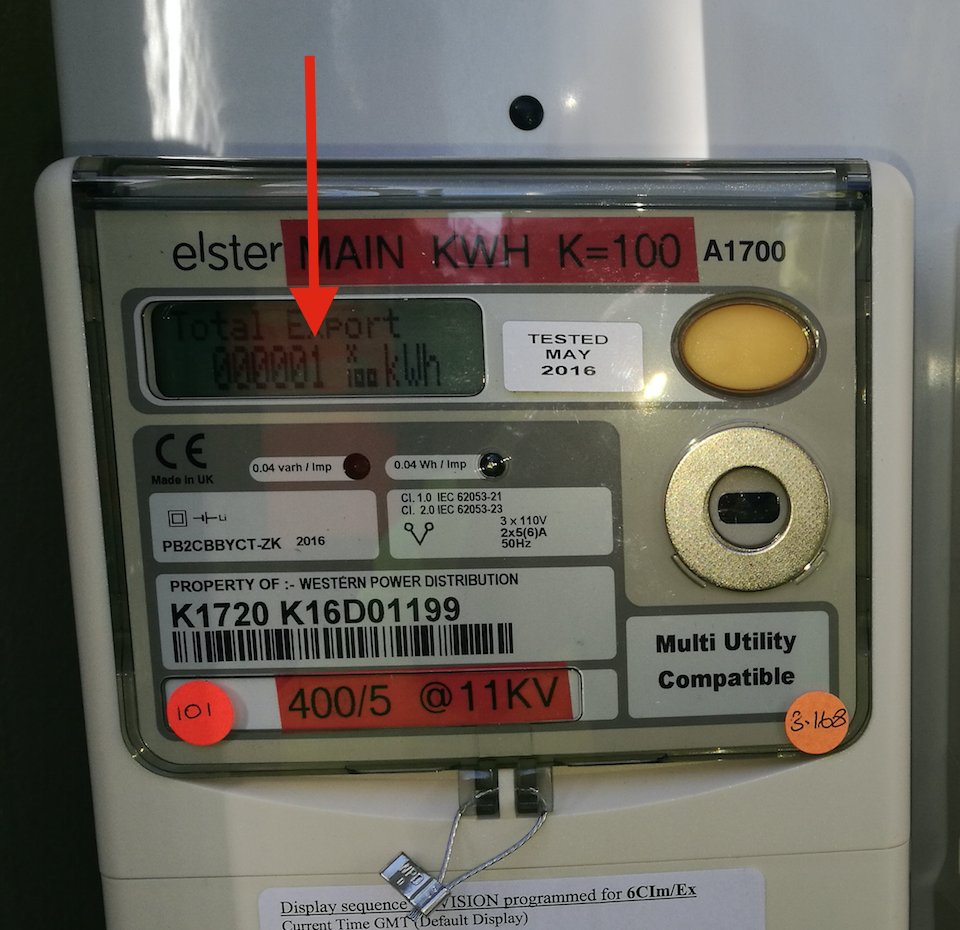 elster MAIN KWH K=100 A1700
Total Export
000001 x100 kWh
TESTED
MAY
2016
CE
Made in UK
0.04 varh / Imp
0.04 Wh / Imp
Li
PB2CBBYCT-ZK 2016
Cl. 1.0 IEC 62053-21
Cl. 2.0 IEC 62053-23
3 x 110V
2x5(6)A
50Hz
PROPERTY OF :- WESTERN POWER DISTRIBUTION
K1720 K16D01199
Multi Utility
Compatible
101
400/5 @11KV
3.168
WPD
D
Display sequence VISION programmed for 6CIm/Ex
Current Time GMT (Default Display)